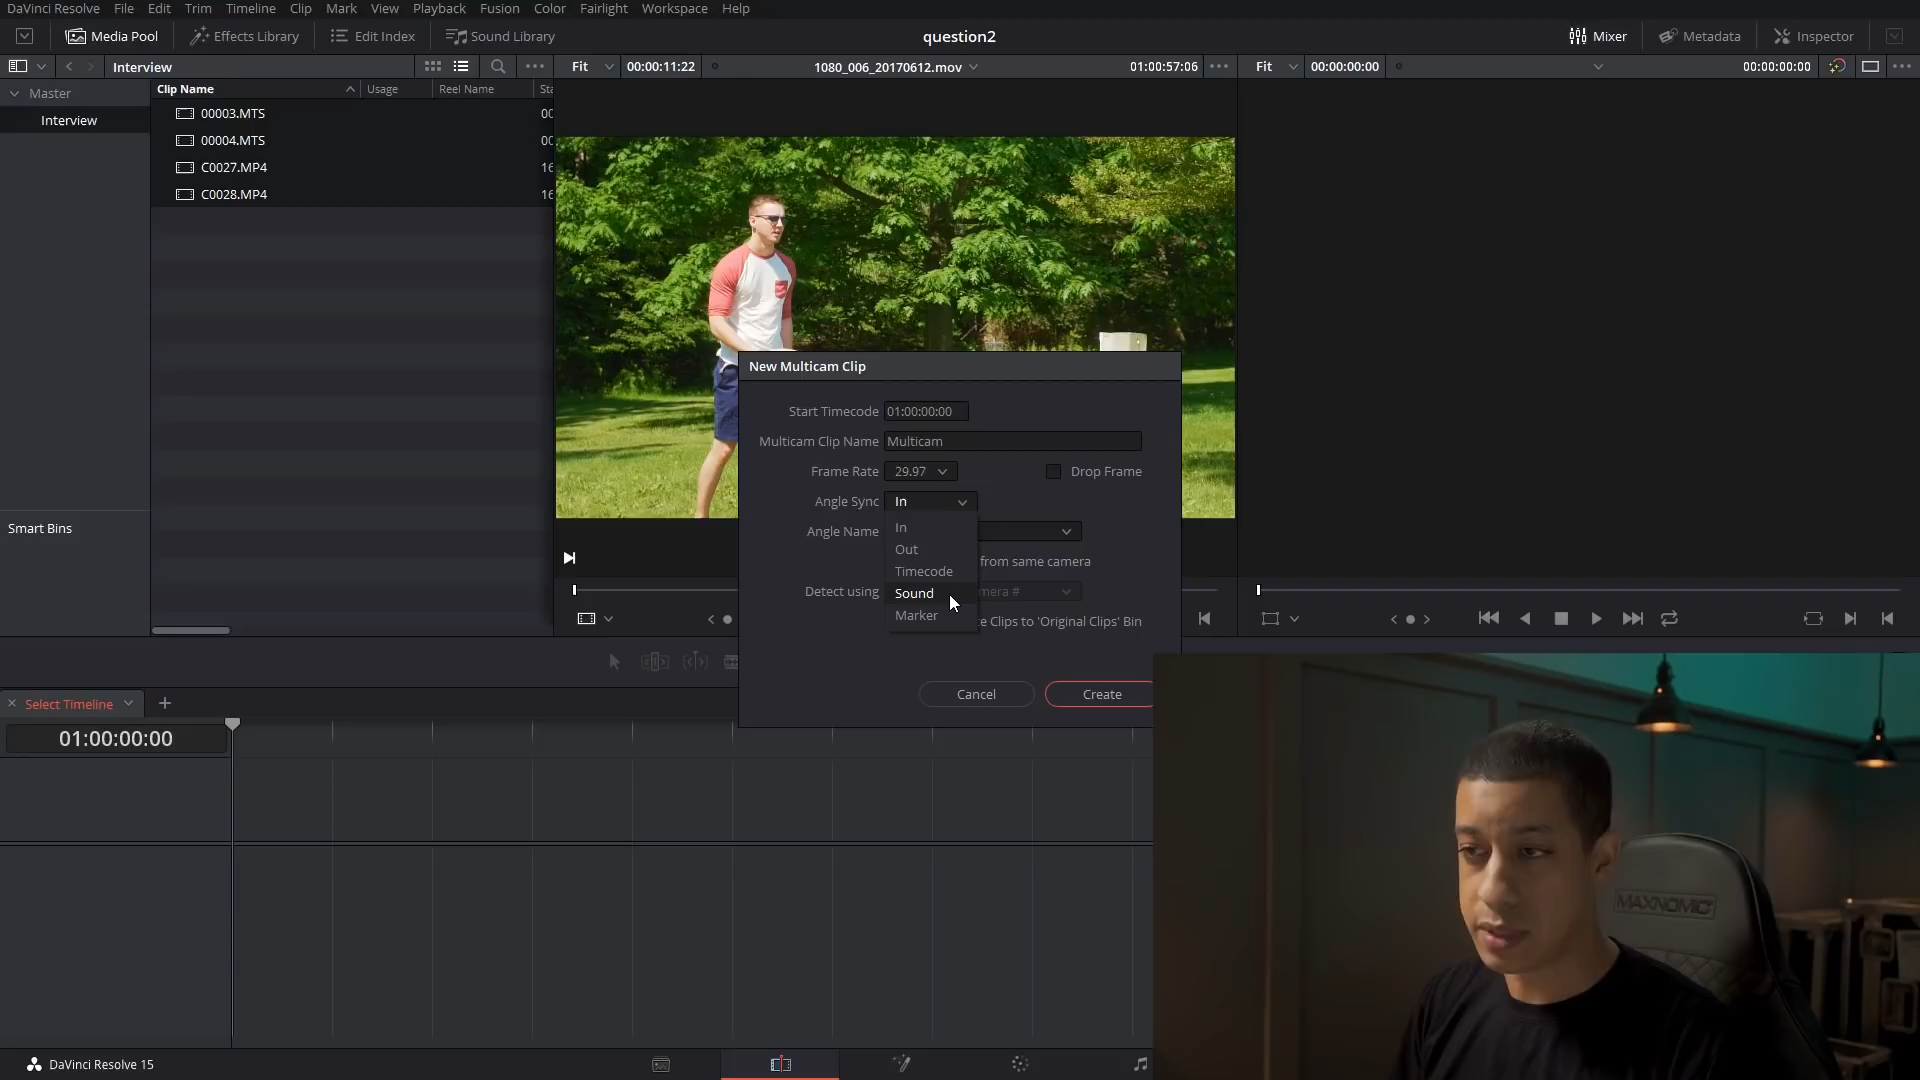 DaVinci Resolve File Edit Trim Timeline Clip Mark View Playback Fusion Color Fairlight Workspace Help
Media Pool Effects Library Edit Index Sound Library question2 Mixer Metadata Inspector
Interview Fit 00:00:11:22 1080_006_20170612.mov 01:00:57:06 Fit 00:00:00:00 00:00:00:00
Master Clip Name Usage Reel Name Sta
Interview
00003.MTS 00
00004.MTS 00
C0027.MP4 16
C0028.MP4 16
New Multicam Clip
Start Timecode 01:00:00:00
Multicam Clip Name Multicam
Frame Rate 29.97 Drop Frame
Angle Sync In
In
Angle Name
Out
from same camera
Timecode
Detect using Sound mera #
Marker
e Clips to 'Original Clips' Bin
Smart Bins
Cancel Create
Select Timeline
01:00:00:00
MAXNOMIC
DaVinci Resolve 15